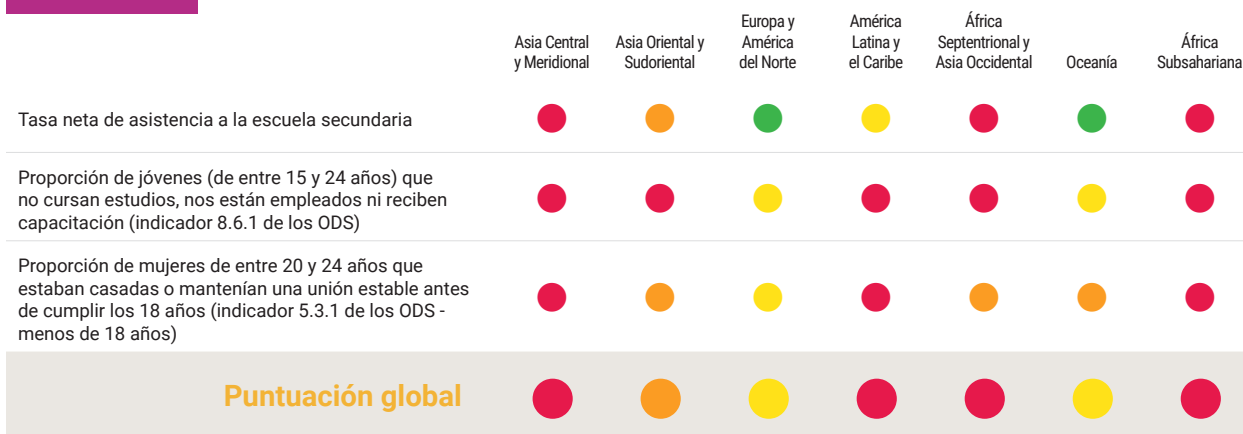 Asia Central
y Meridional
Asia Oriental y
Sudoriental
Europa y
América
del Norte
América
Latina y
el Caribe
África
Septentrional y
Asia Occidental
Oceanía
África
Subsahariana
Tasa neta de asistencia a la escuela secundaria
Proporción de jóvenes (de entre 15 y 24 años) que
no cursan estudios, nos están empleados ni reciben
capacitación (indicador 8.6.1 de los ODS)
Proporción de mujeres de entre 20 y 24 años que
estaban casadas o mantenían una unión estable antes
de cumplir los 18 años (indicador 5.3.1 de los ODS -
menos de 18 años)
Puntuación global